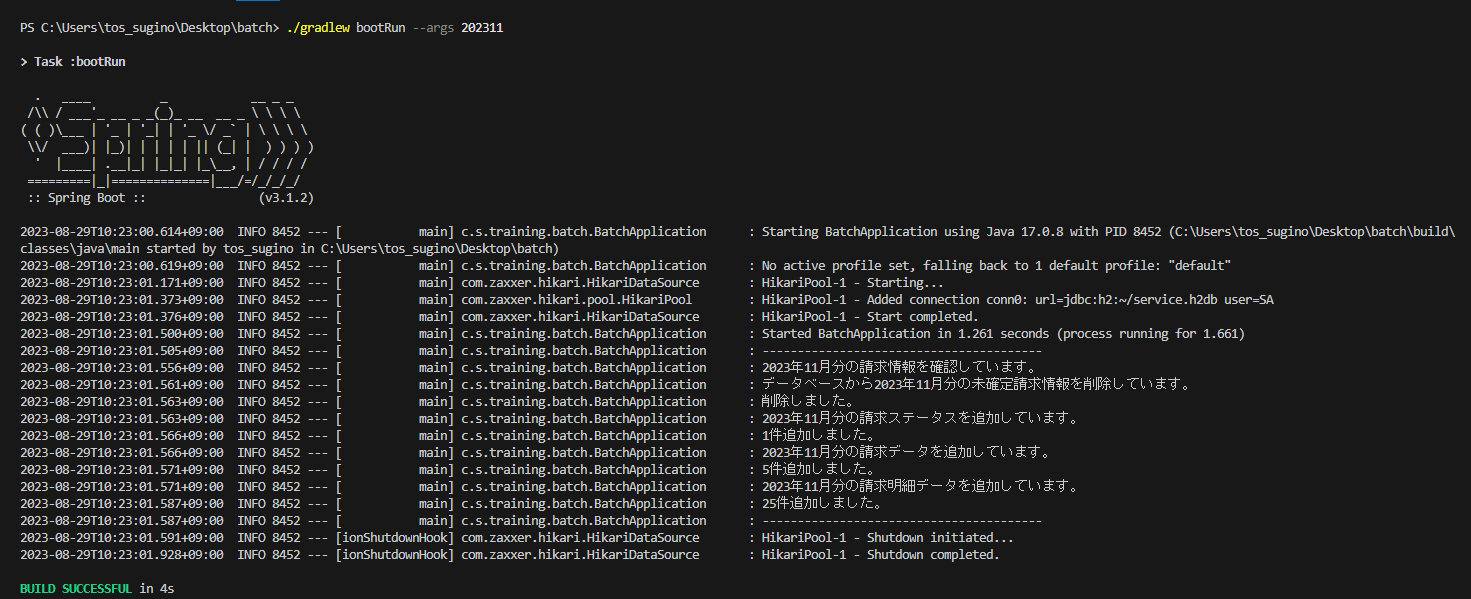 PS C:\Users\tos_sugino\Desktop\batch> ./gradlew bootRun --args 202311
> Task :bootRun
  .   ____          _            __ _ _
 /\\ / ___'_ __ _ _(_)_ __  __ _ \ \ \ \
( ( )\___ | '_ | '_| | '_ \/ _` | \ \ \ \
 \\/  ___)| |_)| | | | | || (_| |  ) ) ) )
  '  |____| .__|_| |_|_| |_\__, | / / / /
 =========|_|==============|___/=/_/_/_/
 :: Spring Boot ::                (v3.1.2)
2023-08-29T10:23:00.614+09:00  INFO 8452 --- [           main] c.s.training.batch.BatchApplication      : Starting BatchApplication using Java 17.0.8 with PID 8452 (C:\Users\tos_sugino\Desktop\batch\build\
classes\java\main started by tos_sugino in C:\Users\tos_sugino\Desktop\batch)
2023-08-29T10:23:00.619+09:00  INFO 8452 --- [           main] c.s.training.batch.BatchApplication      : No active profile set, falling back to 1 default profile: "default"
2023-08-29T10:23:01.171+09:00  INFO 8452 --- [           main] com.zaxxer.hikari.HikariDataSource       : HikariPool-1 - Starting...
2023-08-29T10:23:01.373+09:00  INFO 8452 --- [           main] com.zaxxer.hikari.pool.HikariPool        : HikariPool-1 - Added connection conn0: url=jdbc:h2:~/service.h2db user=SA
2023-08-29T10:23:01.376+09:00  INFO 8452 --- [           main] com.zaxxer.hikari.HikariDataSource       : HikariPool-1 - Start completed.
2023-08-29T10:23:01.500+09:00  INFO 8452 --- [           main] c.s.training.batch.BatchApplication      : Started BatchApplication in 1.261 seconds (process running for 1.661)
2023-08-29T10:23:01.505+09:00  INFO 8452 --- [           main] c.s.training.batch.BatchApplication      : ----------------------------------------
2023-08-29T10:23:01.556+09:00  INFO 8452 --- [           main] c.s.training.batch.BatchApplication      : 2023年11月分の請求情報を確認しています。
2023-08-29T10:23:01.561+09:00  INFO 8452 --- [           main] c.s.training.batch.BatchApplication      : データベースから2023年11月分の未確定請求情報を削除しています。
2023-08-29T10:23:01.563+09:00  INFO 8452 --- [           main] c.s.training.batch.BatchApplication      : 削除しました。
2023-08-29T10:23:01.563+09:00  INFO 8452 --- [           main] c.s.training.batch.BatchApplication      : 2023年11月分の請求ステータスを追加しています。
2023-08-29T10:23:01.566+09:00  INFO 8452 --- [           main] c.s.training.batch.BatchApplication      : 1件追加しました。
2023-08-29T10:23:01.566+09:00  INFO 8452 --- [           main] c.s.training.batch.BatchApplication      : 2023年11月分の請求データを追加しています。
2023-08-29T10:23:01.571+09:00  INFO 8452 --- [           main] c.s.training.batch.BatchApplication      : 5件追加しました。
2023-08-29T10:23:01.571+09:00  INFO 8452 --- [           main] c.s.training.batch.BatchApplication      : 2023年11月分の請求明細データを追加しています。
2023-08-29T10:23:01.587+09:00  INFO 8452 --- [           main] c.s.training.batch.BatchApplication      : 25件追加しました。
2023-08-29T10:23:01.587+09:00  INFO 8452 --- [           main] c.s.training.batch.BatchApplication      : ----------------------------------------
2023-08-29T10:23:01.591+09:00  INFO 8452 --- [ionShutdownHook] com.zaxxer.hikari.HikariDataSource       : HikariPool-1 - Shutdown initiated...
2023-08-29T10:23:01.928+09:00  INFO 8452 --- [ionShutdownHook] com.zaxxer.hikari.HikariDataSource       : HikariPool-1 - Shutdown completed.
BUILD SUCCESSFUL in 4s